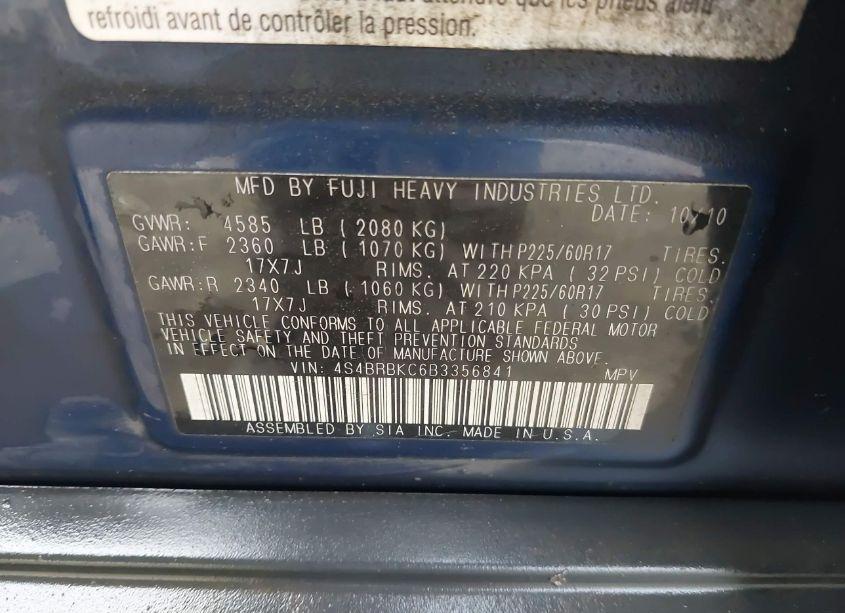 que les pneus aient
refroidi avant de contrôler la pression.
MFD BY FUJI HEAVY INDUSTRIES LTD.
DATE: 10/10
GVWR: 4585 LB ( 2080 KG)
GAWR:F 2360 LB ( 1070 KG) WITH P225/60R17 TIRES.
17X7J RIMS. AT 220 KPA ( 32 PSI) COLD
GAWR:R 2340 LB ( 1060 KG) WITH P225/60R17 TIRES.
17X7J RIMS. AT 210 KPA ( 30 PSI) COLD
THIS VEHICLE CONFORMS TO ALL APPLICABLE FEDERAL MOTOR
VEHICLE SAFETY AND THEFT PREVENTION STANDARDS
IN EFFECT ON THE DATE OF MANUFACTURE SHOWN ABOVE.
VIN: 4S4BRBKC6B3356841 MPV
ASSEMBLED BY SIA INC. MADE IN U.S.A.